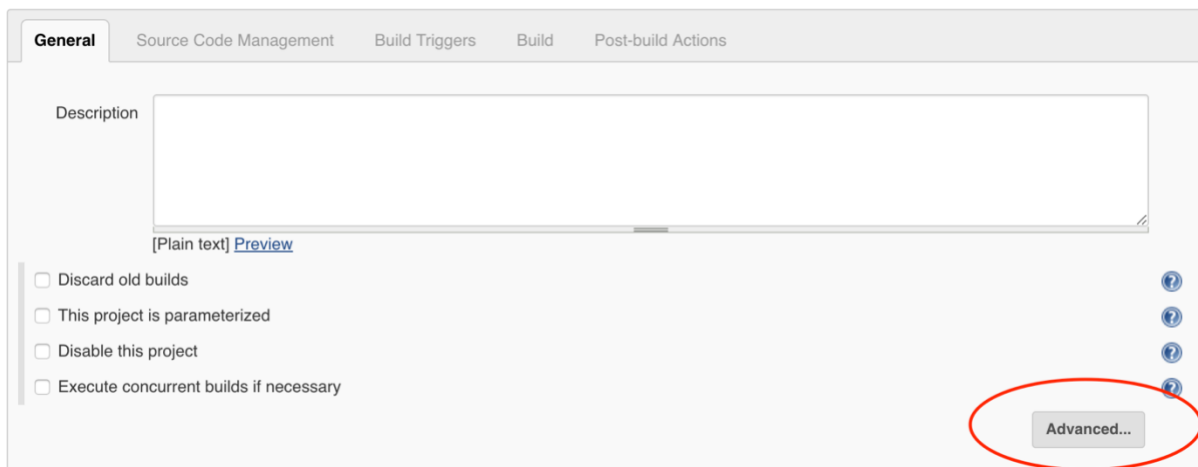 General Source Code Management Build Triggers Build Post-build Actions
Description
[Plain text] Preview
Discard old builds
This project is parameterized
Disable this project
Execute concurrent builds if necessary
Advanced...